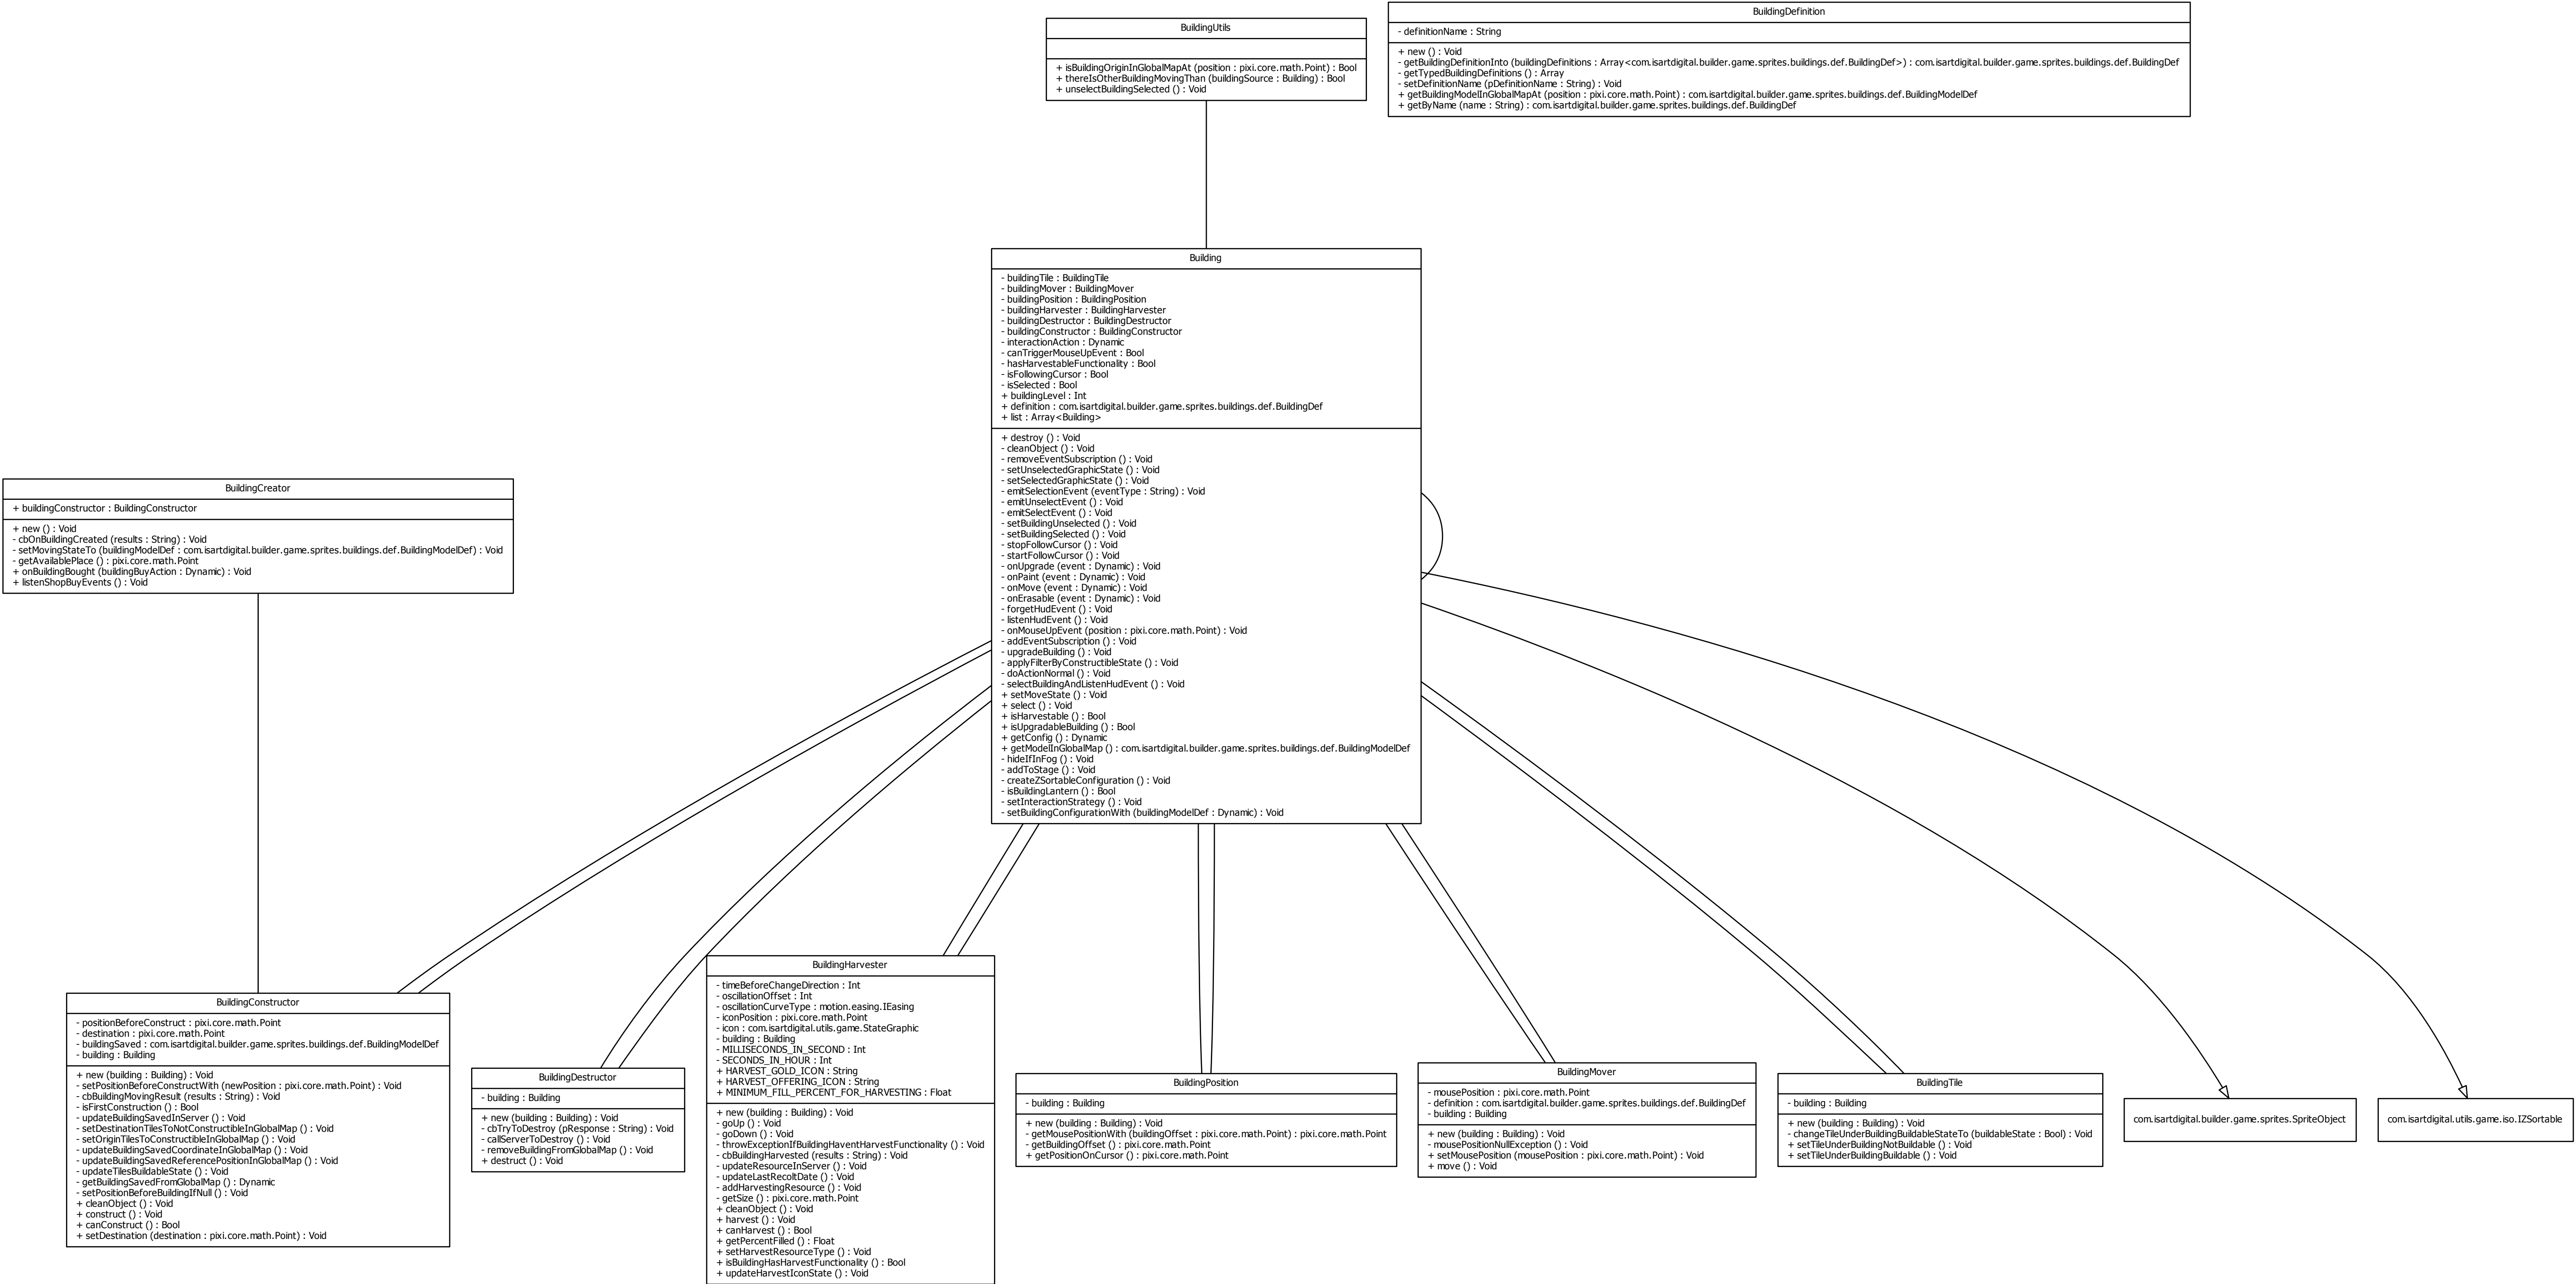 BuildingUtils
+ isBuildingOriginInGlobalMapAt (position : pixi.core.math.Point) : Bool
+ thereIsOtherBuildingMovingThan (buildingSource : Building) : Bool
+ unselectBuildingSelected () : Void
BuildingDefinition
- definitionName : String
+ new () : Void
- getBuildingDefinitionInto (buildingDefinitions : Array<com.isartdigital.builder.game.sprites.buildings.def.BuildingDef>) : com.isartdigital.builder.game.sprites.buildings.def.BuildingDef
- getTypedBuildingDefinitions () : Array
- setDefinitionName (pDefinitionName : String) : Void
+ getBuildingModelInGlobalMapAt (position : pixi.core.math.Point) : com.isartdigital.builder.game.sprites.buildings.def.BuildingModelDef
+ getByName (name : String) : com.isartdigital.builder.game.sprites.buildings.def.BuildingDef
Building
- buildingTile : BuildingTile
- buildingMover : BuildingMover
- buildingPosition : BuildingPosition
- buildingHarvester : BuildingHarvester
- buildingDestructor : BuildingDestructor
- buildingConstructor : BuildingConstructor
- interactionAction : Dynamic
- canTriggerMouseUpEvent : Bool
- hasHarvestableFunctionality : Bool
- isFollowingCursor : Bool
- isSelected : Bool
+ buildingLevel : Int
+ definition : com.isartdigital.builder.game.sprites.buildings.def.BuildingDef
+ list : Array<Building>
+ destroy () : Void
- cleanObject () : Void
- removeEventSubscription () : Void
- setUnselectedGraphicState () : Void
- setSelectedGraphicState () : Void
- emitSelectionEvent (eventType : String) : Void
- emitUnselectEvent () : Void
- emitSelectEvent () : Void
- setBuildingUnselected () : Void
- setBuildingSelected () : Void
- stopFollowCursor () : Void
- startFollowCursor () : Void
- onUpgrade (event : Dynamic) : Void
- onPaint (event : Dynamic) : Void
- onMove (event : Dynamic) : Void
- onErasable (event : Dynamic) : Void
- forgetHudEvent () : Void
- listenHudEvent () : Void
- onMouseUpEvent (position : pixi.core.math.Point) : Void
- addEventSubscription () : Void
- upgradeBuilding () : Void
- applyFilterByConstructibleState () : Void
- doActionNormal () : Void
- selectBuildingAndListenHudEvent () : Void
+ setMoveState () : Void
+ select () : Void
+ isHarvestable () : Bool
+ isUpgradableBuilding () : Bool
+ getConfig () : Dynamic
+ getModelInGlobalMap () : com.isartdigital.builder.game.sprites.buildings.def.BuildingModelDef
- hideIfInFog () : Void
- addToStage () : Void
- createZSortableConfiguration () : Void
- isBuildingLantern () : Bool
- setInteractionStrategy () : Void
- setBuildingConfigurationWith (buildingModelDef : Dynamic) : Void
BuildingCreator
+ buildingConstructor : BuildingConstructor
+ new () : Void
- cbOnBuildingCreated (results : String) : Void
- setMovingStateTo (buildingModelDef : com.isartdigital.builder.game.sprites.buildings.def.BuildingModelDef) : Void
- getAvailablePlace () : pixi.core.math.Point
+ onBuildingBought (buildingBuyAction : Dynamic) : Void
+ listenShopBuyEvents () : Void
BuildingConstructor
- positionBeforeConstruct : pixi.core.math.Point
- destination : pixi.core.math.Point
- buildingSaved : com.isartdigital.builder.game.sprites.buildings.def.BuildingModelDef
- building : Building
+ new (building : Building) : Void
- setPositionBeforeConstructWith (newPosition : pixi.core.math.Point) : Void
- cbBuildingMovingResult (results : String) : Void
- isFirstConstruction () : Bool
- updateBuildingSavedInServer () : Void
- setDestinationTilesToNotConstructibleInGlobalMap () : Void
- setOriginTilesToConstructibleInGlobalMap () : Void
- updateBuildingSavedCoordinateInGlobalMap () : Void
- updateBuildingSavedReferencePositionInGlobalMap () : Void
- updateTilesBuildableState () : Void
- getBuildingSavedFromGlobalMap () : Dynamic
- setPositionBeforeBuildingIfNull () : Void
+ cleanObject () : Void
+ construct () : Void
+ canConstruct () : Bool
+ setDestination (destination : pixi.core.math.Point) : Void
BuildingDestructor
- building : Building
+ new (building : Building) : Void
- cbTryToDestroy (pResponse : String) : Void
- callServerToDestroy () : Void
- removeBuildingFromGlobalMap () : Void
+ destruct () : Void
BuildingHarvester
- timeBeforeChangeDirection : Int
- oscillationOffset : Int
- oscillationCurveType : motion.easing.IEasing
- iconPosition : pixi.core.math.Point
- icon : com.isartdigital.utils.game.StateGraphic
- building : Building
- MILLISECONDS_IN_SECOND : Int
- SECONDS_IN_HOUR : Int
+ HARVEST_GOLD_ICON : String
+ HARVEST_OFFERING_ICON : String
+ MINIMUM_FILL_PERCENT_FOR_HARVESTING : Float
+ new (building : Building) : Void
- goUp () : Void
- goDown () : Void
- throwExceptionIfBuildingHaventHarvestFunctionality () : Void
- cbBuildingHarvested (results : String) : Void
- updateResourceInServer () : Void
- updateLastRecoltDate () : Void
- addHarvestingResource () : Void
- getSize () : pixi.core.math.Point
+ cleanObject () : Void
+ harvest () : Void
+ canHarvest () : Bool
+ getPercentFilled () : Float
+ setHarvestResourceType () : Void
+ isBuildingHasHarvestFunctionality () : Bool
+ updateHarvestIconState () : Void
BuildingPosition
- building : Building
+ new (building : Building) : Void
- getMousePositionWith (buildingOffset : pixi.core.math.Point) : pixi.core.math.Point
- getBuildingOffset () : pixi.core.math.Point
+ getPositionOnCursor () : pixi.core.math.Point
BuildingMover
- mousePosition : pixi.core.math.Point
- definition : com.isartdigital.builder.game.sprites.buildings.def.BuildingDef
- building : Building
+ new (building : Building) : Void
- mousePositionNullException () : Void
+ setMousePosition (mousePosition : pixi.core.math.Point) : Void
+ move () : Void
BuildingTile
- building : Building
+ new (building : Building) : Void
- changeTileUnderBuildingBuildableStateTo (buildableState : Bool) : Void
+ setTileUnderBuildingNotBuildable () : Void
+ setTileUnderBuildingBuildable () : Void
com.isartdigital.builder.game.sprites.SpriteObject
com.isartdigital.utils.game.iso.IZSortable